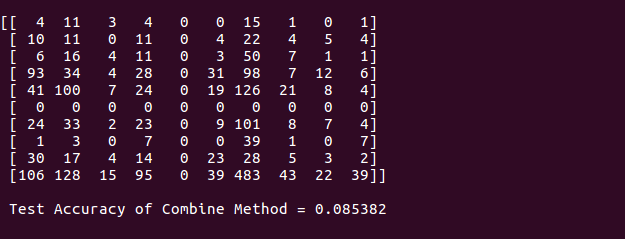 [[ 4 11 3 4 0 0 15 1 0 1]
[ 10 11 0 11 0 4 22 4 5 4]
[ 6 16 4 11 0 3 50 7 1 1]
[ 93 34 4 28 0 31 98 7 12 6]
[ 41 100 7 24 0 19 126 21 8 4]
[ 0 0 0 0 0 0 0 0 0 0]
[ 24 33 2 23 0 9 101 8 7 4]
[ 1 3 0 7 0 0 39 1 0 7]
[ 30 17 4 14 0 23 28 5 3 2]
[106 128 15 95 0 39 483 43 22 39]]
Test Accuracy of Combine Method = 0.085382